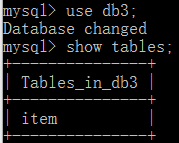 mysql> use db3;
Database changed
mysql> show tables;
+---------------+
| Tables_in_db3 |
+---------------+
| item          |
+---------------+